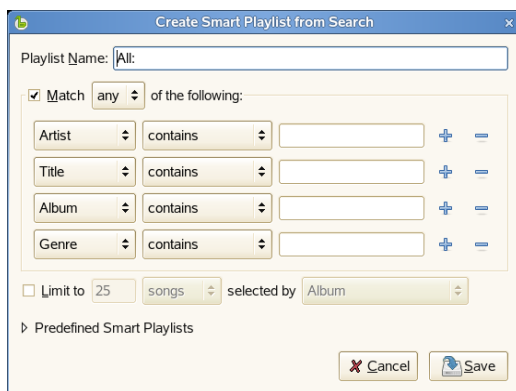 Create Smart Playlist from Search
Playlist Name: All:
Match any of the following:
Artist contains
Title contains
Album contains
Genre contains
Limit to 25 songs selected by Album
Predefined Smart Playlists
Cancel Save